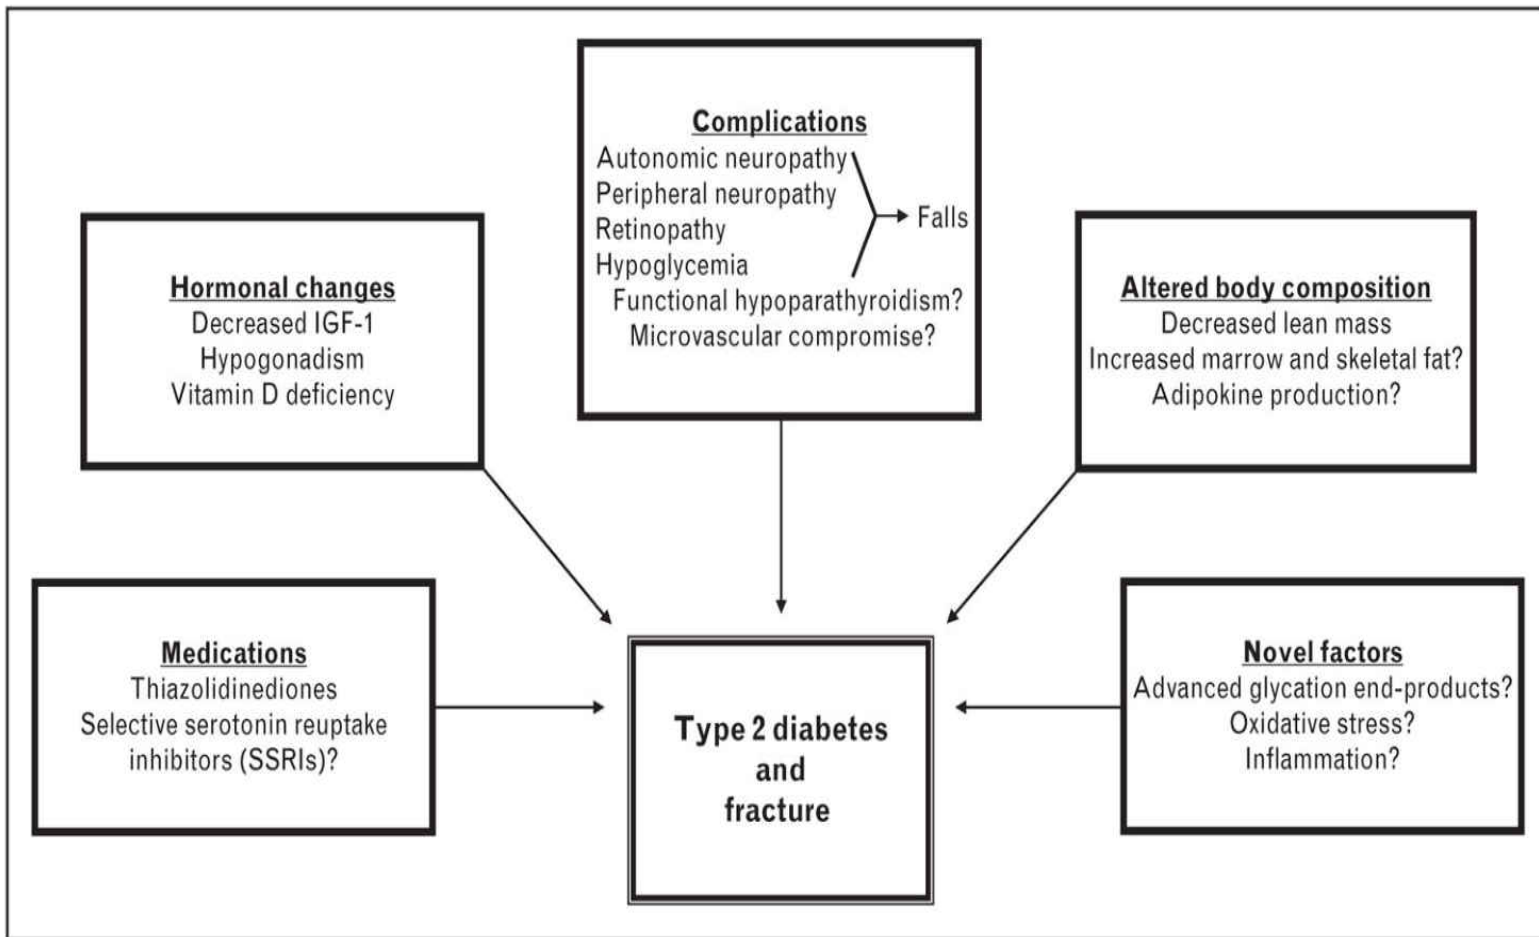 Complications
Autonomic neuropathy
Peripheral neuropathy
Retinopathy
Hypoglycemia
Falls
Functional hypoparathyroidism?
Microvascular compromise?
Hormonal changes
Decreased IGF-1
Hypogonadism
Vitamin D deficiency
Altered body composition
Decreased lean mass
Increased marrow and skeletal fat?
Adipokine production?
Medications
Thiazolidinediones
Selective serotonin reuptake
inhibitors (SSRIs)?
Type 2 diabetes
and
fracture
Novel factors
Advanced glycation end-products?
Oxidative stress?
Inflammation?